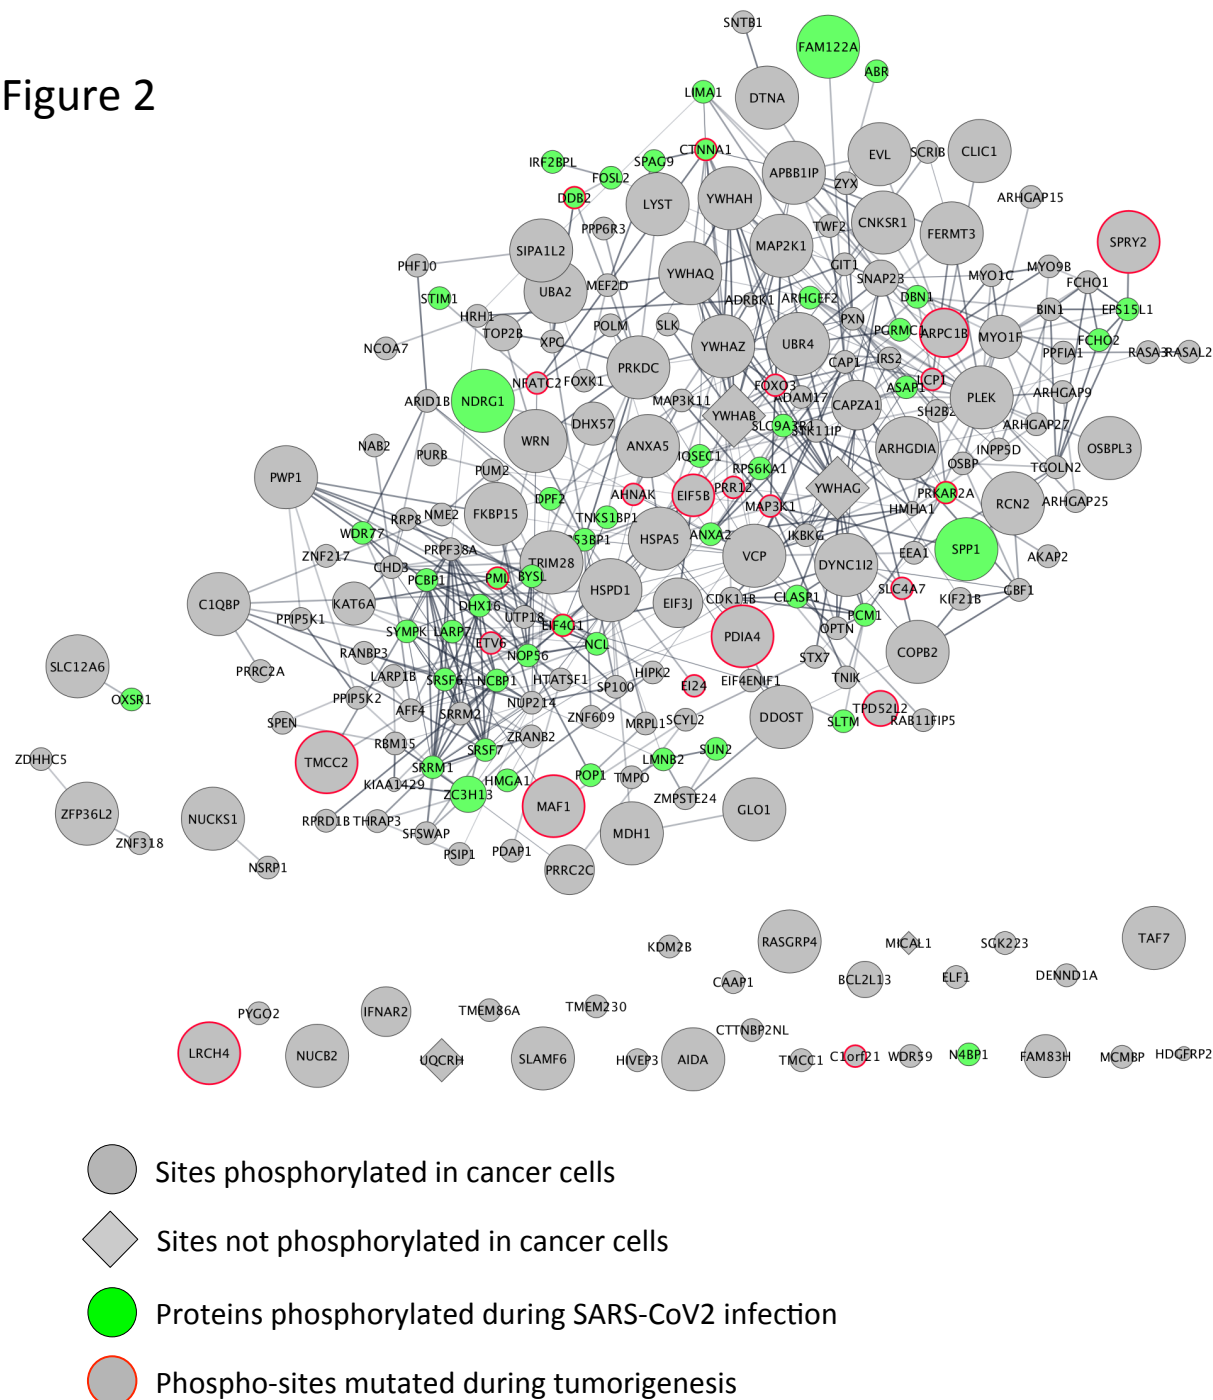 Figure 2
SNTB1
FAM122A
ABR
LIMA1
DTNA
CTNNA1
EVL
SCRIB
CLIC1
IRF2BPL
SPAG9
FOSL2
APBB1IP
ZYX
DDB2
LYST
YWHAH
ARHGAP15
PPP6R3
TWF2
CNKSR1
FERMT3
SPRY2
SIPA1L2
MAP2K1
PHF10
YWHAQ
GIT1
SNAP23
MYO1C
MYO9B
FCHO1
STIM1
UBA2
MEF2D
ADRBK1
ARHGEF2
DBN1
BIN1
EPS15L1
HRH1
TOP2B
POLM
SLK
PXN
PGRMC1
ARPC1B
MYO1F
FCHO2
NCOA7
XPC
YWHAZ
UBR4
CAP1
IRS2
PPFIA1
RASA3
RASAL2
PRKDC
NFATC2
FOXK1
FOXO3
ADAM17
ASAP1
LCP1
ARID1B
NDRG1
MAP3K11
CAPZA1
PLEK
ARHGAP9
SH2B2
YWHAB
SLC9A3R1
STK11IP
DHX57
ARHGAP27
NAB2
WRN
ANXA5
ARHGDIA
INPP5D
OSBPL3
PURB
IQSEC1
OSBP
PWP1
PUM2
RPS6KA1
TGOLN2
DPF2
AHNAK
EIF5B
PRR12
YWHAG
PRKAR2A
RCN2
ARHGAP25
MAP3K1
HMHA1
RRP8
NME2
FKBP15
TNKS1BP1
WDR77
ANXA2
IKBKG
HSPA5
SPP1
PRPF38A
53BP1
EEA1
AKAP2
ZNF217
CHD3
TRIM28
VCP
DYNC1I2
PCBP1
PML
BYSL
HSPD1
SLC4A7
GBF1
C1QBP
KAT6A
DHX16
EIF3J
CDK11B
CLASP1
KIF21B
PPIP5K1
UTP18
PCM1
SYMPK
LARP7
EIF4G1
OPTN
PDIA4
ETV6
NCL
RANBP3
NOP56
COPB2
SLC12A6
PRRC2A
STX7
LARP1B
SRSF6
NCBP1
HTATSF1
HIPK2
TNIK
OXSR1
PPIP5K2
SP100
EI24
EIF4ENIF1
NUP214
AFF4
SRRM2
ZNF609
MRPL1
SCYL2
DDOST
TPD52L2
SPEN
SLTM
RAB11FIP5
ZRANB2
RBM15
SRSF7
SUN2
ZDHHC5
TMCC2
SRRM1
LMNB2
KIAA1429
HMGA1
POP1
TMPO
ZC3H13
ZMPSTE24
MAF1
GLO1
ZFP36L2
NUCKS1
RPRD1B
THRAP3
SFSWAP
MDH1
ZNF318
PSIP1
PDAP1
NSRP1
PRRC2C
KDM2B
RASGRP4
MICAL1
SGK223
TAF7
CAAP1
BCL2L13
ELF1
DENND1A
PYGO2
IFNAR2
TMEM86A
TMEM230
CTTNBP2NL
LRCH4
NUCB2
UQCRH
SLAMF6
HIVEP3
AIDA
TMCC1
C1orf21
WDR59
N4BP1
FAM83H
MCMBP
HDGFRP2
Sites phosphorylated in cancer cells
Sites not phosphorylated in cancer cells
Proteins phosphorylated during SARS-CoV2 infection
Phospho-sites mutated during tumorigenesis